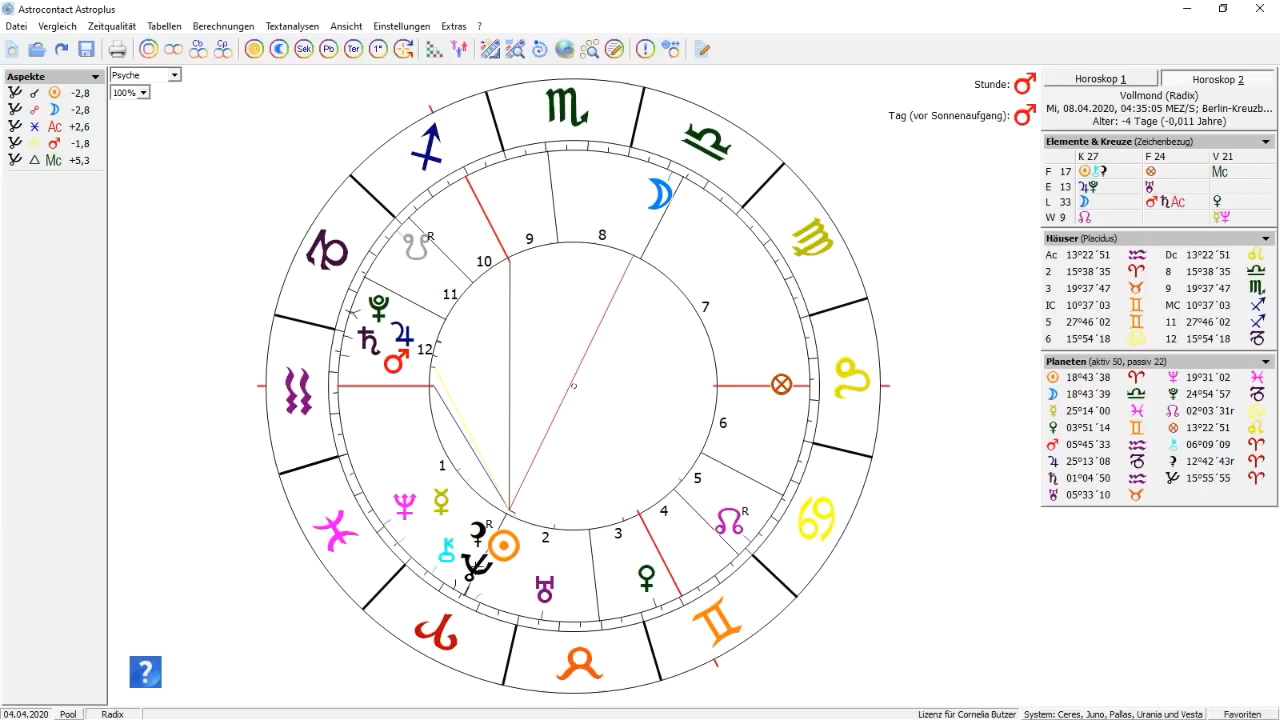 Astrocontact Astroplus
Datei Vergleich Zeitqualität Tabellen Berechnungen Textanalysen Ansicht Einstellungen Extras ?
Cb Cp Sek Pb Ter 1°
Aspekte
-2,8
-2,8
Ac +2,6
-1,8
Mc +5,3
Psyche
100%
Stunde:
Tag (vor Sonnenaufgang):
Horoskop 1 Horoskop 2
Vollmond (Radix)
Mi, 08.04.2020, 04:35:05 MEZ/S; Berlin-Kreuzb...
Alter: -4 Tage (-0,011 Jahre)
Elemente & Kreuze (Zeichenbezug)
K 27 F 24 V 21
F 17 Mc
E 13
L 33 Ac
W 9
Häuser (Placidus)
Ac 13°22´51 Dc 13°22´51
2 15°38´35 8 15°38´35
3 19°37´47 9 19°37´47
IC 10°37´03 MC 10°37´03
5 27°46´02 11 27°46´02
6 15°54´18 12 15°54´18
Planeten (aktiv 50, passiv 22)
18°43´38 19°31´02
18°43´39 24°54´57
25°14´00 02°03´31r
03°51´14 13°22´51
05°45´33 06°09´09
25°13´08 12°42´43r
01°04´50 15°55´55
05°33´10
R
9 8
10
11
7
12
6
1
5
R
4
R
2 3
?
04.04.2020 Pool Radix Lizenz für Cornelia Butzer System: Ceres, Juno, Pallas, Urania und Vesta Favoriten